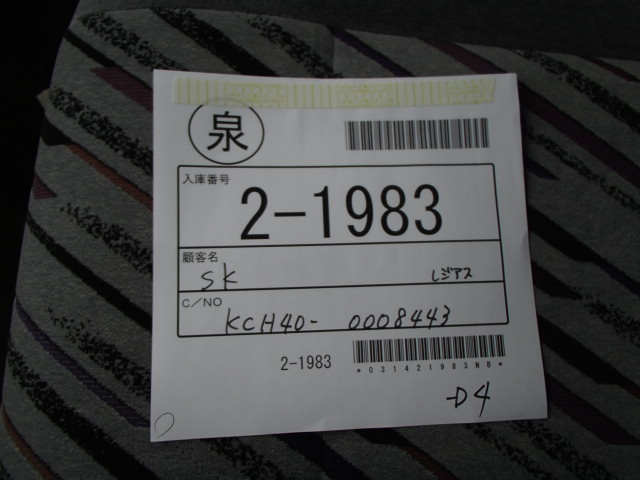 泉
入庫番号
2-1983
顧客名
SK レジアス
C/NO
KCH40- 0008443
2-1983
*031421983NB*
-D4